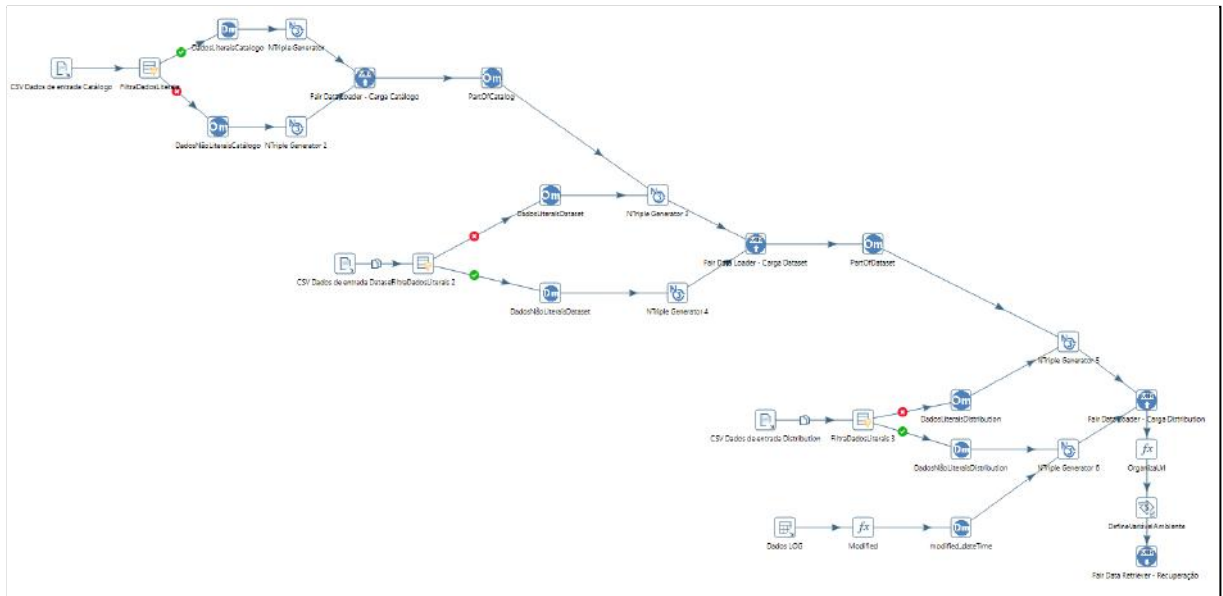 DadosLiteraisCatalogo
NTriple Generator
CSV Dados de entrada Catálogo
FiltraDadosLiterais
Fair Data Loader - Carga Catálogo
PartOfCatalog
DadosNãoLiteraisCatálogo
NTriple Generator 2
DadosLiteraisDataset
NTriple Generator 3
Fair Data Loader - Carga Dataset
PartOfDataset
CSV Dados de entrada Dataset
FiltraDadosLiterais 2
DadosNãoLiteraisDataset
NTriple Generator 4
NTriple Generator 5
DadosLiteraisDistribution
Fair Data Loader - Carga Distribution
CSV Dados de entrada Distribution
FiltraDadosLiterais 3
DadosNãoLiteraisDistribution
NTriple Generator 6
OrganizaUrl
DefineVariavelAmbiente
Dados LOG
Modified
modified_dateTime
Fair Data Retriever - Recuperação